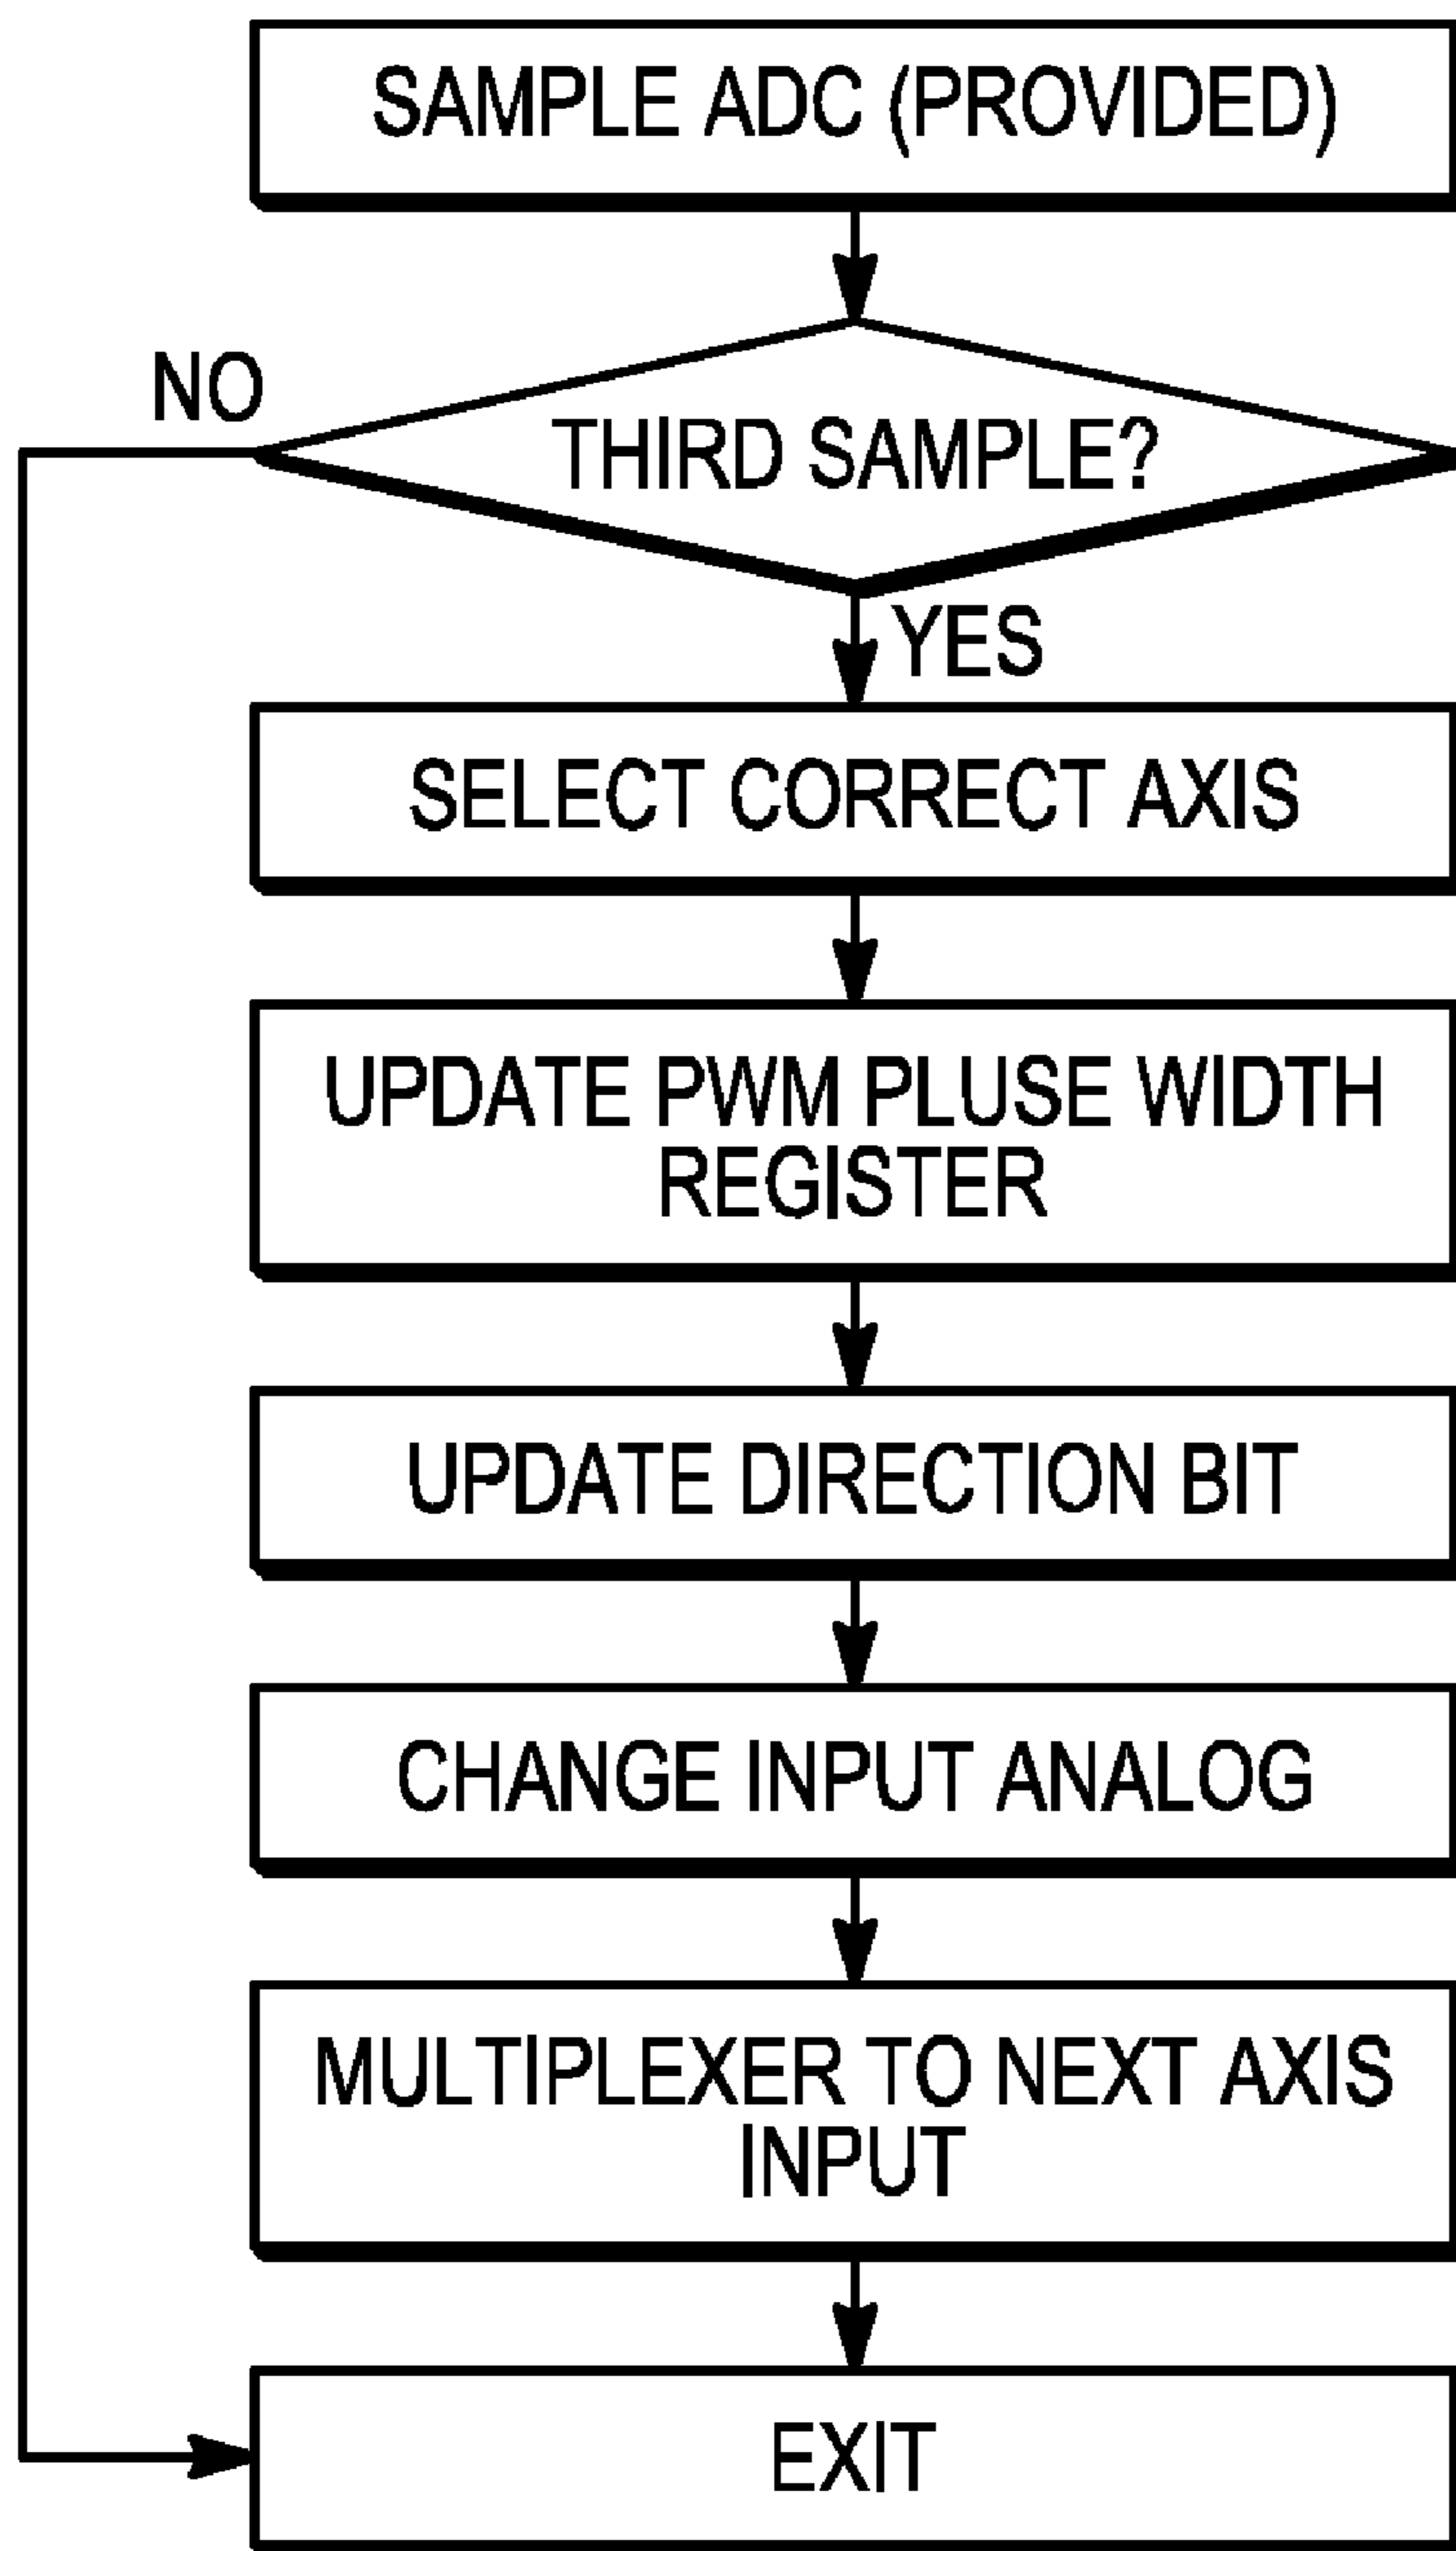 SAMPLE ADC (PROVIDED)
NO
THIRD SAMPLE?
YES
SELECT CORRECT AXIS
UPDATE PWM PLUSE WIDTH
REGISTER
UPDATE DIRECTION BIT
CHANGE INPUT ANALOG
MULTIPLEXER TO NEXT AXIS
INPUT
EXIT